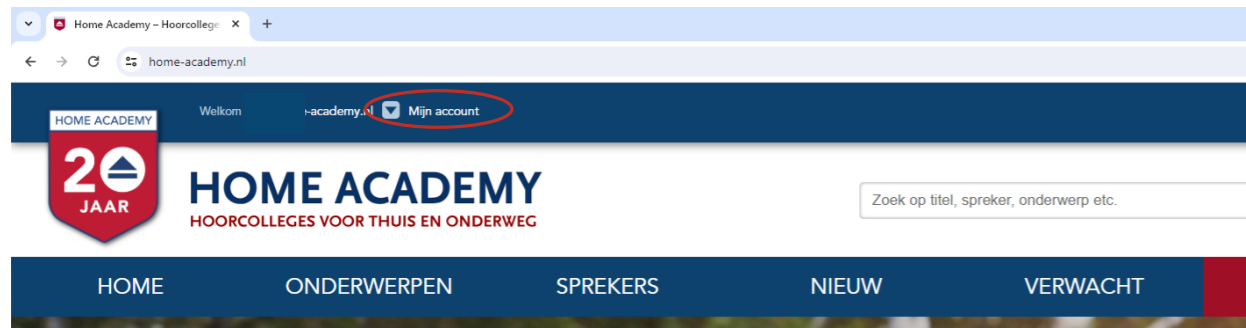 Home Academy – Hoorcollege
home-academy.nl
Welkom -academy.nl Mijn account
HOME ACADEMY
20
JAAR
HOME ACADEMY
HOORCOLLEGES VOOR THUIS EN ONDERWEG
Zoek op titel, spreker, onderwerp etc.
HOME ONDERWERPEN SPREKERS NIEUW VERWACHT